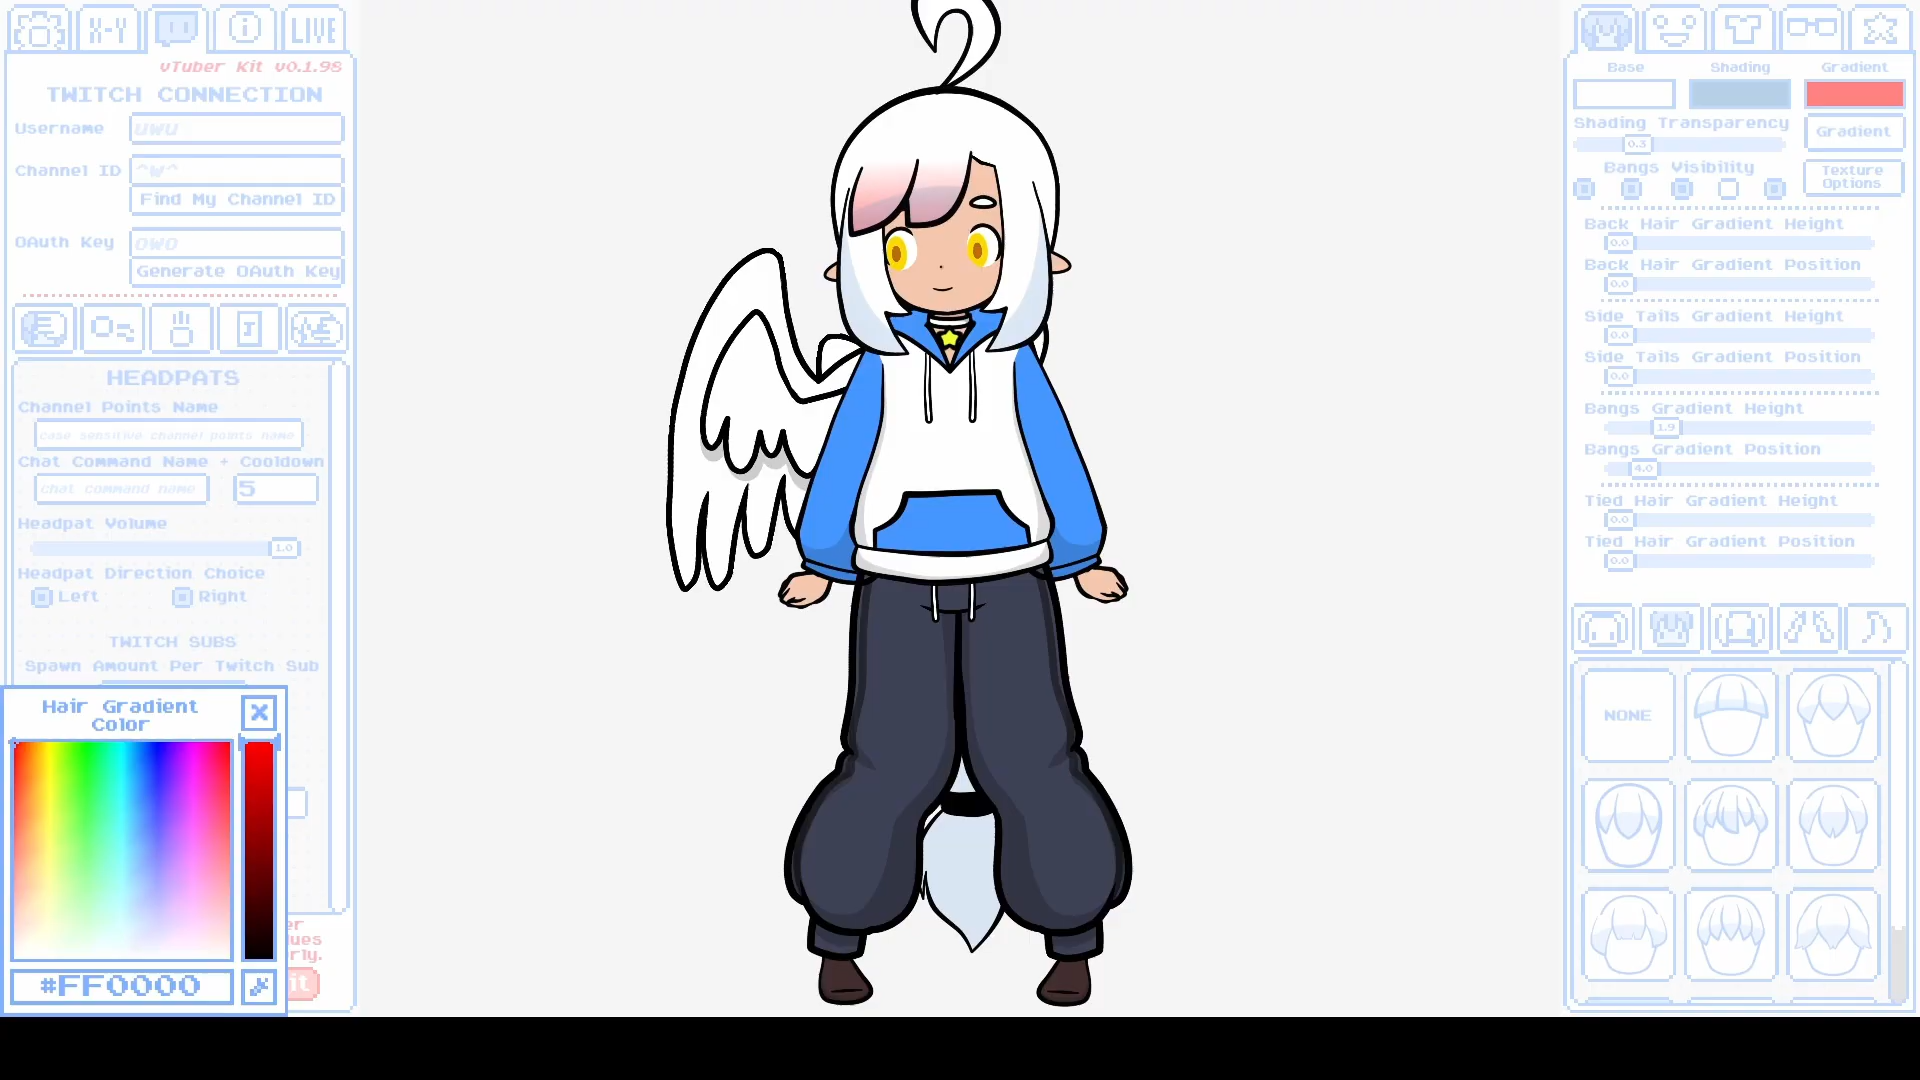 X-Y
LIVE
vTuber Kit v0.1.98
TWITCH CONNECTION
Username
uwu
Channel ID
^w^
Find My Channel ID
OAuth Key
owo
Generate OAuth Key
HEADPATS
Channel Points Name
case sensitive channel points name
Chat Command Name + Cooldown
chat command name
5
Headpat Volume
1.0
Headpat Direction Choice
Left
Right
TWITCH SUBS
Spawn Amount Per Twitch Sub
Hair Gradient
Color
#FF0000
er
ues
rly.
it
Base
Shading
Gradient
Shading Transparency
0.3
Gradient
Bangs Visibility
Texture
Options
Back Hair Gradient Height
0.0
Back Hair Gradient Position
0.0
Side Tails Gradient Height
0.0
Side Tails Gradient Position
0.0
Bangs Gradient Height
1.9
Bangs Gradient Position
4.0
Tied Hair Gradient Height
0.0
Tied Hair Gradient Position
0.0
NONE